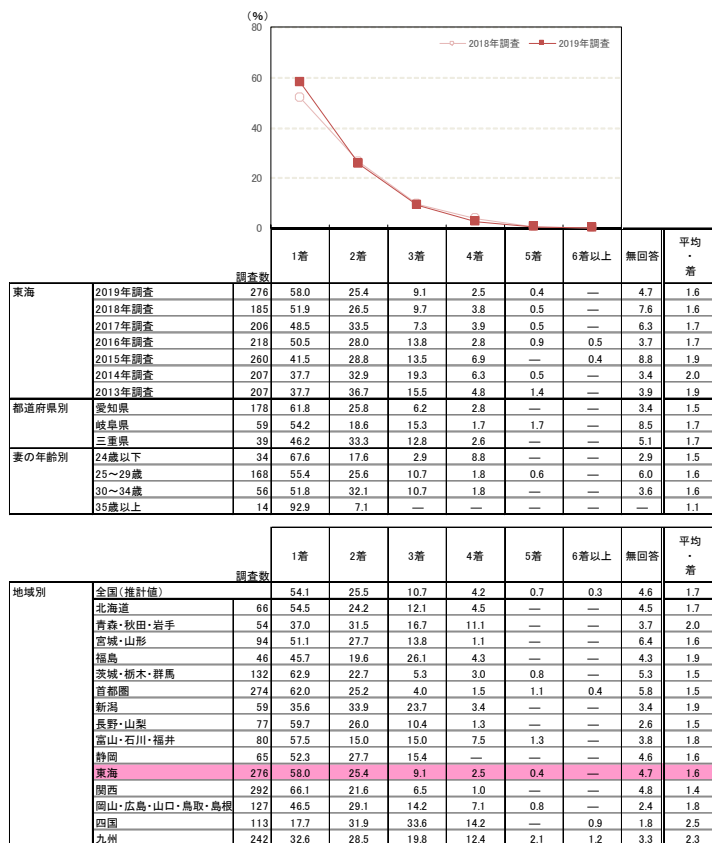 (%)
80
2018年調査 2019年調査
60
40
20
0
調査数 1着 2着 3着 4着 5着 6着以上 無回答 平均・着
東海 2019年調査 276 58.0 25.4 9.1 2.5 0.4 — 4.7 1.6
2018年調査 185 51.9 26.5 9.7 3.8 0.5 — 7.6 1.6
2017年調査 206 48.5 33.5 7.3 3.9 0.5 — 6.3 1.7
2016年調査 218 50.5 28.0 13.8 2.8 0.9 0.5 3.7 1.7
2015年調査 260 41.5 28.8 13.5 6.9 — 0.4 8.8 1.9
2014年調査 207 37.7 32.9 19.3 6.3 0.5 — 3.4 2.0
2013年調査 207 37.7 36.7 15.5 4.8 1.4 — 3.9 1.9
都道府県別 愛知県 178 61.8 25.8 6.2 2.8 — — 3.4 1.5
岐阜県 59 54.2 18.6 15.3 1.7 1.7 — 8.5 1.7
三重県 39 46.2 33.3 12.8 2.6 — — 5.1 1.7
妻の年齢別 24歳以下 34 67.6 17.6 2.9 8.8 — — 2.9 1.5
25～29歳 168 55.4 25.6 10.7 1.8 0.6 — 6.0 1.6
30～34歳 56 51.8 32.1 10.7 1.8 — — 3.6 1.6
35歳以上 14 92.9 7.1 — — — — — 1.1
調査数 1着 2着 3着 4着 5着 6着以上 無回答 平均・着
地域別 全国(推計値) 54.1 25.5 10.7 4.2 0.7 0.3 4.6 1.7
北海道 66 54.5 24.2 12.1 4.5 — — 4.5 1.7
青森・秋田・岩手 54 37.0 31.5 16.7 11.1 — — 3.7 2.0
宮城・山形 94 51.1 27.7 13.8 1.1 — — 6.4 1.6
福島 46 45.7 19.6 26.1 4.3 — — 4.3 1.9
茨城・栃木・群馬 132 62.9 22.7 5.3 3.0 0.8 — 5.3 1.5
首都圏 274 62.0 25.2 4.0 1.5 1.1 0.4 5.8 1.5
新潟 59 35.6 33.9 23.7 3.4 — — 3.4 1.9
長野・山梨 77 59.7 26.0 10.4 1.3 — — 2.6 1.5
富山・石川・福井 80 57.5 15.0 15.0 7.5 1.3 — 3.8 1.8
静岡 65 52.3 27.7 15.4 — — — 4.6 1.6
東海 276 58.0 25.4 9.1 2.5 0.4 — 4.7 1.6
関西 292 66.1 21.6 6.5 1.0 — — 4.8 1.4
岡山・広島・山口・鳥取・島根 127 46.5 29.1 14.2 7.1 0.8 — 2.4 1.8
四国 113 17.7 31.9 33.6 14.2 — 0.9 1.8 2.5
九州 242 32.6 28.5 19.8 12.4 2.1 1.2 3.3 2.3